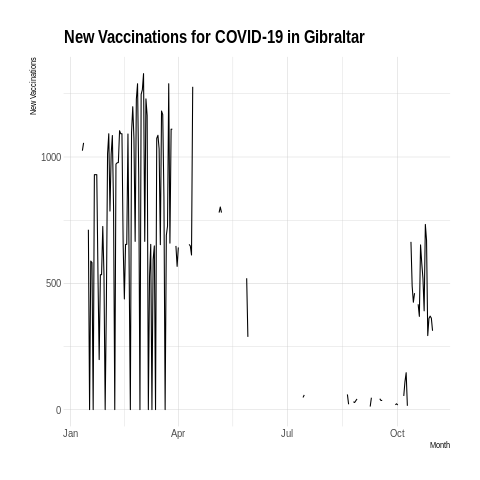 New Vaccinations for COVID-19 in Gibraltar
New Vaccinations
1000
500
0
Jan Apr Jul Oct
Month